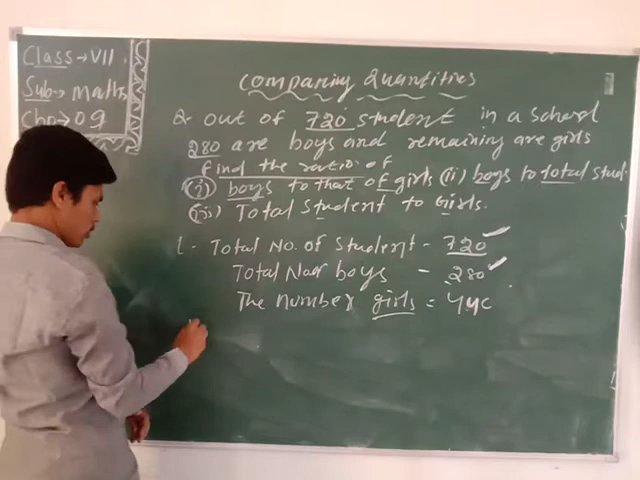 Class → VII
Sub → maths
Chp → 09
Comparing Quantities
Q. out of 720 student in a school
280 are boys and remaining are girls
find the ratio of
(i) boys to that of girls (ii) boys to total stud.
(iii) Total Student to Girls.
Total No. of Student - 720
Total No of boys - 280
The number girls = 440